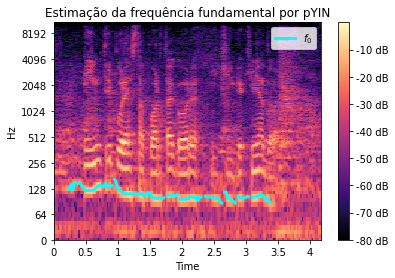 Estimação da frequência fundamental por pYIN
f₀
8192
4096
2048
1024
512
256
128
64
0
Hz
0 0.5 1 1.5 2 2.5 3 3.5 4
Time
-10 dB
-20 dB
-30 dB
-40 dB
-50 dB
-60 dB
-70 dB
-80 dB